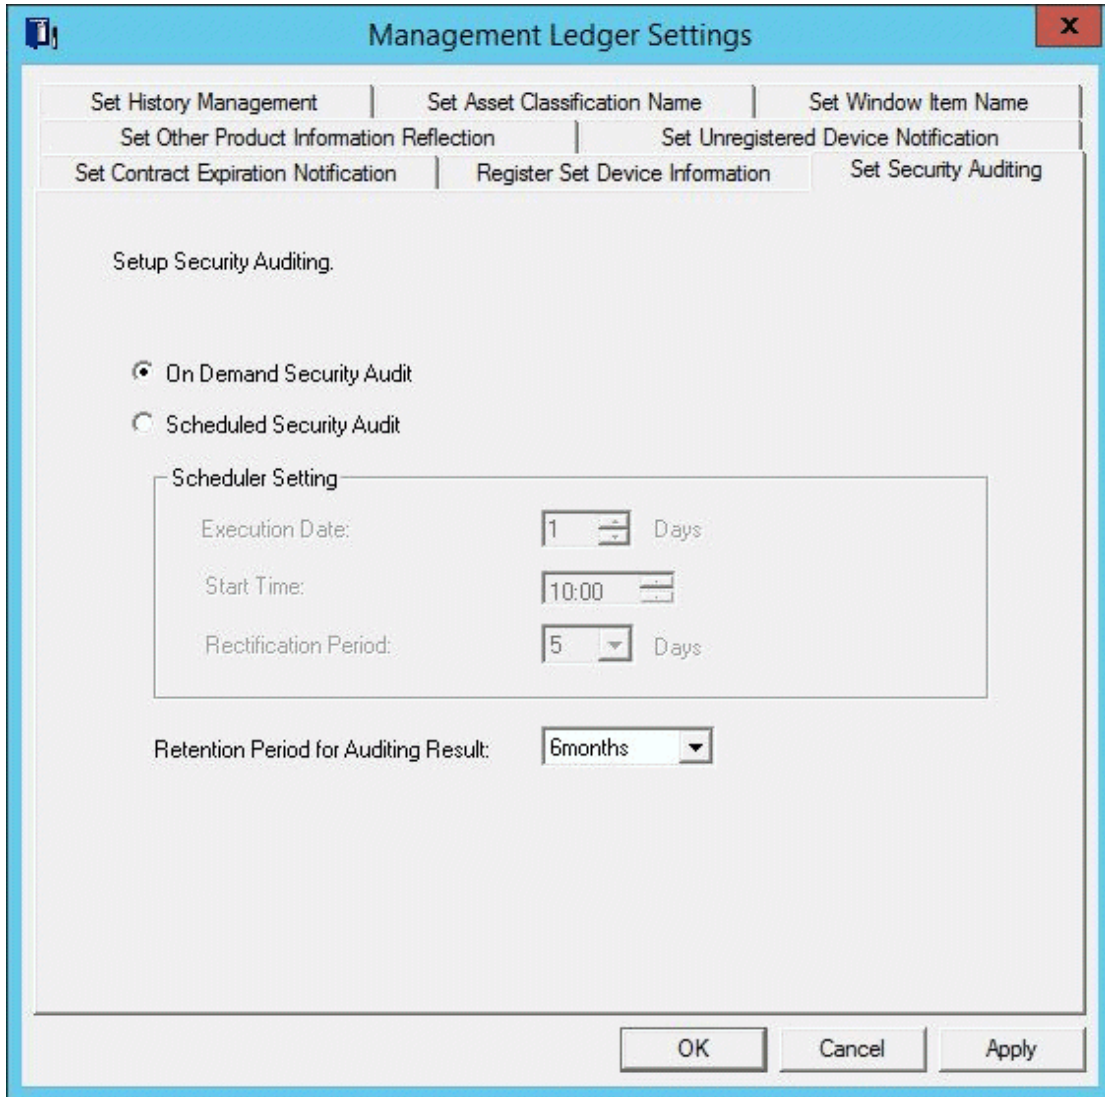 Management Ledger Settings
x
Set History Management Set Asset Classification Name Set Window Item Name
Set Other Product Information Reflection Set Unregistered Device Notification
Set Contract Expiration Notification Register Set Device Information Set Security Auditing
Setup Security Auditing.
On Demand Security Audit
Scheduled Security Audit
Scheduler Setting
Execution Date: 1 Days
Start Time: 10:00
Rectification Period: 5 Days
Retention Period for Auditing Result: 6months
OK Cancel Apply